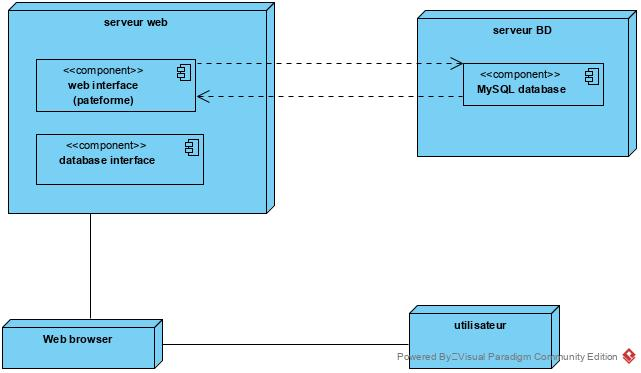 serveur web
<<component>>
web interface
(pateforme)
<<component>>
database interface
serveur BD
<<component>>
MySQL database
Web browser
utilisateur
Powered By Visual Paradigm Community Edition